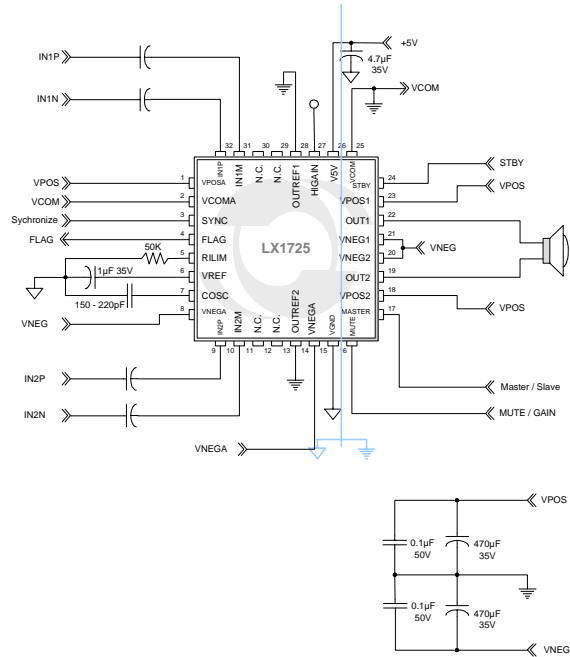 +5V
4.7µF
35V
IN1P
VCOM
IN1N
32 31 30 29 28 27 26 25
IN1P
IN1M
N.C.
N.C.
OUTREF1
HIGAIN
V5V
VCOM
VPOS 1 VPOSA STBY 24 STBY
VCOM 2 VCOMA VPOS1 23 VPOS
Sychronize 3 SYNC OUT1 22
FLAG 4 FLAG VNEG1 21
50K 5 RILIM LX1725 VNEG2 20 VNEG
1µF 35V 6 VREF OUT2 19
150 - 220pF 7 COSC VPOS2 18 VPOS
VNEG 8 VNEGA MASTER 17
IN2P
IN2M
N.C.
N.C.
OUTREF2
VNEGA
VGND
MUTE
9 10 11 12 13 14 15 16
IN2P
Master / Slave
IN2N
MUTE / GAIN
VNEGA
VPOS
0.1µF
50V
470µF
35V
0.1µF
50V
470µF
35V
VNEG